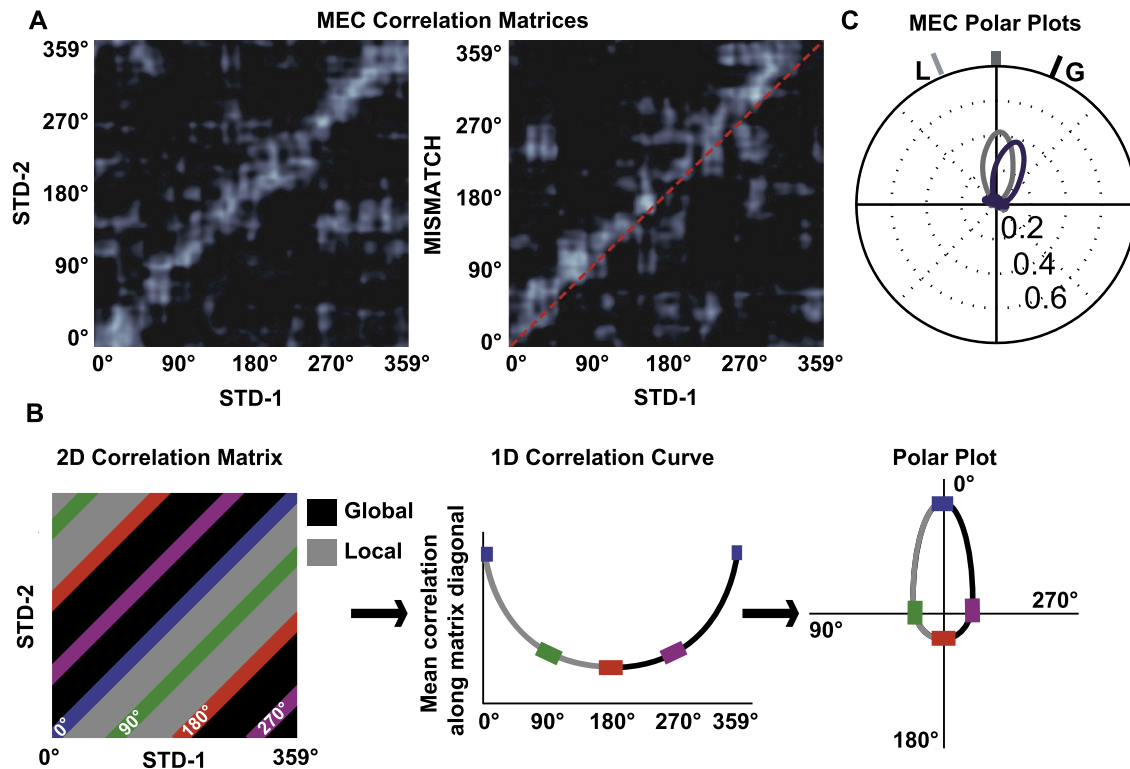 A
MEC Correlation Matrices
359°
270°
180°
90°
0°
STD-2
0°
90°
180°
270°
359°
STD-1
359°
270°
180°
90°
0°
MISMATCH
0°
90°
180°
270°
359°
STD-1
C
MEC Polar Plots
L
G
0.2
0.4
0.6
B
2D Correlation Matrix
STD-2
0°
90°
180°
270°
0°
STD-1
359°
Global
Local
1D Correlation Curve
Mean correlation
along matrix diagonal
0°
90°
180°
270°
359°
Polar Plot
0°
270°
90°
180°